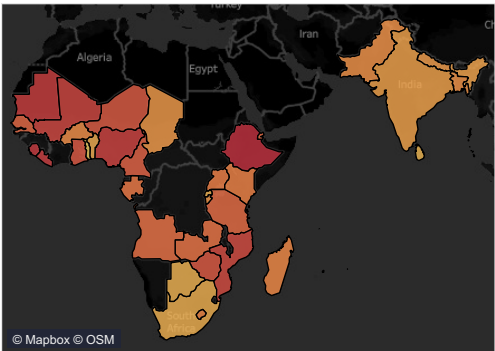 Turkey
Iran
Algeria
Egypt
India
South
Africa
© Mapbox © OSM